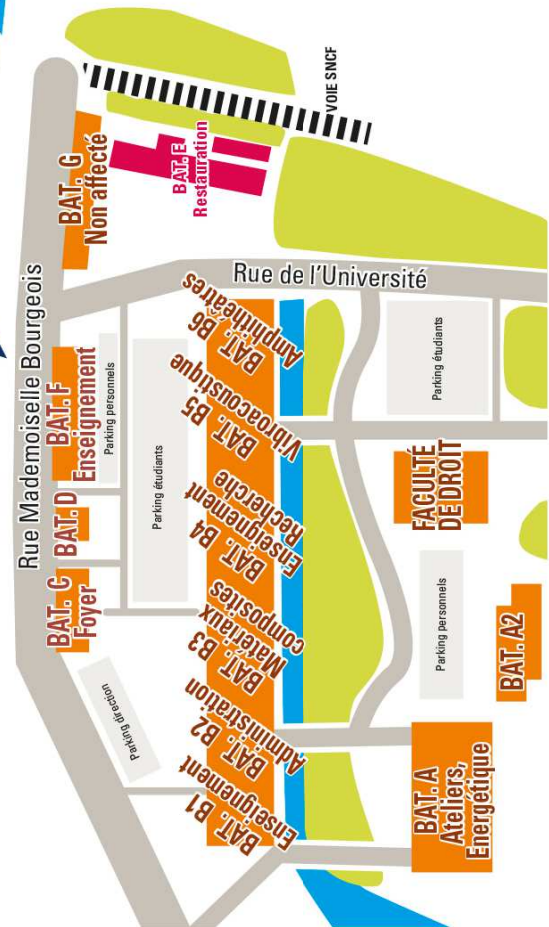 VOIE SNCF
BAT. G
Non affecté
BAT. E
Restauration
Rue Mademoiselle Bourgeois
Rue de l'Université
BAT. F
Enseignement
Parking personnels
BAT. D
BAT. C
Foyer
Parking étudiants
Parking direction
BAT. B6
Amphithéatres
BAT. B5
Vibroacoustique
BAT. B4
Enseignement
Recherche
BAT. B3
Matériaux
composites
BAT. B2
Administration
BAT. B1
Enseignement
Parking étudiants
FACULTÉ
DE DROIT
Parking personnels
BAT. A2
BAT. A
Ateliers,
Energétique